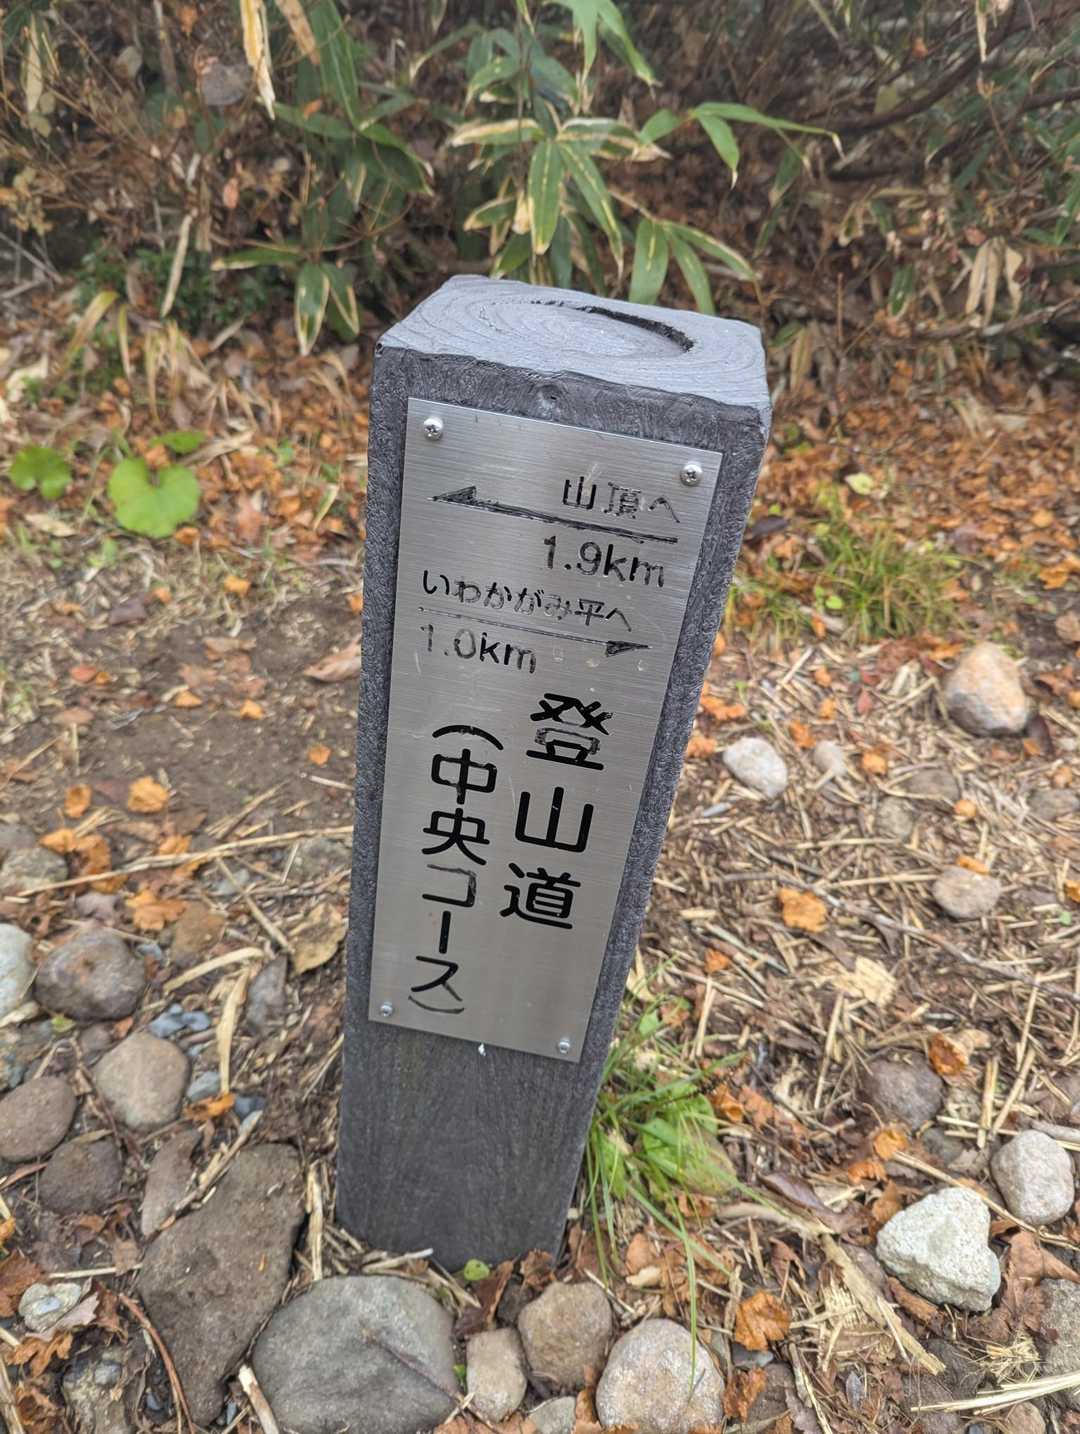 山頂へ
1.9km
いわかがみ平へ
1.0km
登山道
(中央コース)